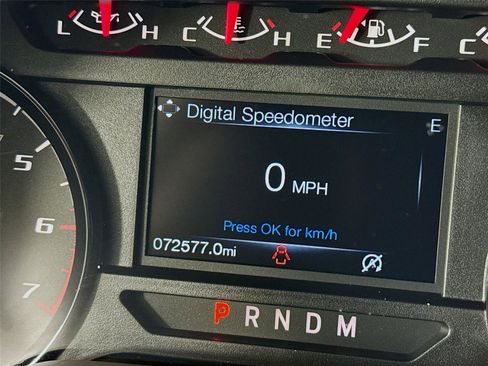 L H C H E F C
Digital Speedometer E
5
0 MPH
6
Press OK for km/h
072577.0mi
7
P R N D M